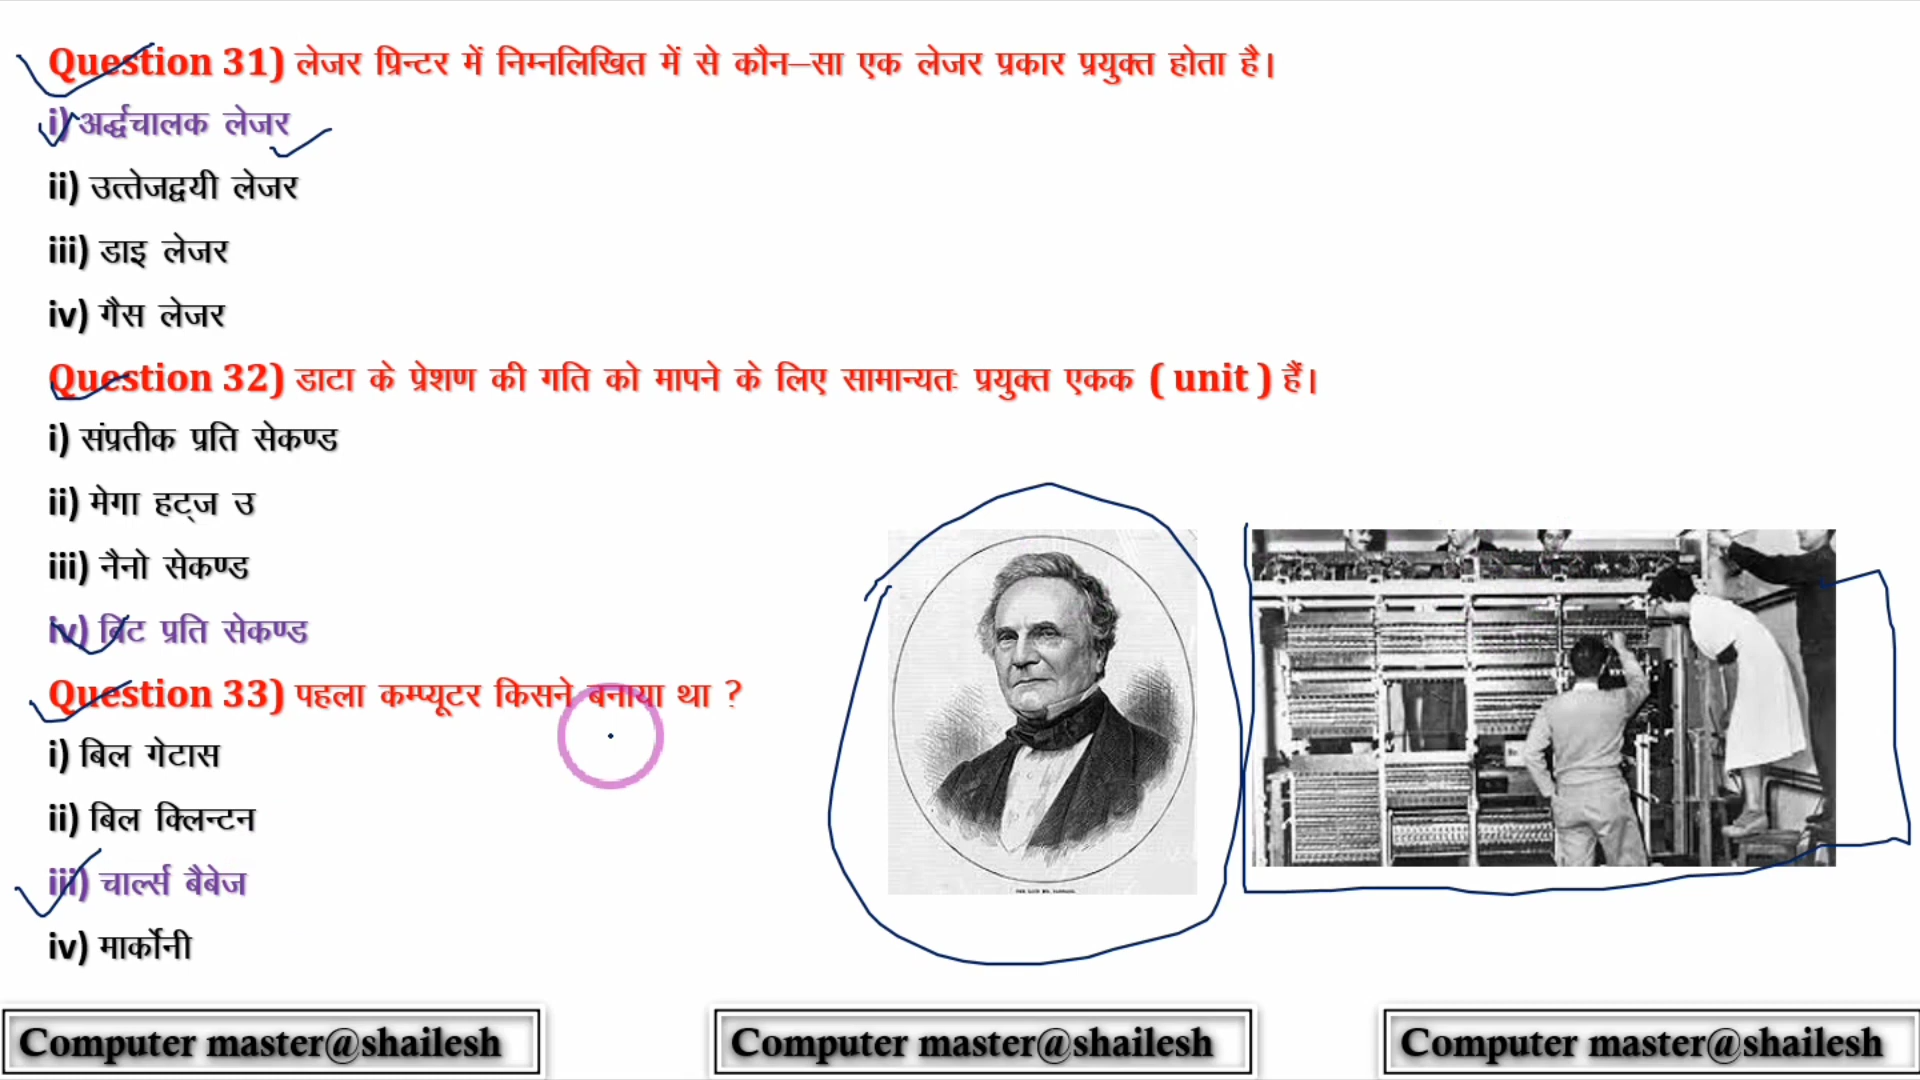 Question 31) लेजर प्रिन्टर में निम्नलिखित में से कौन–सा एक लेजर प्रकार प्रयुक्त होता है।
i) अर्द्धचालक लेजर
ii) उत्तेजद्वयी लेजर
iii) डाइ लेजर
iv) गैस लेजर
Question 32) डाटा के प्रेशण की गति को मापने के लिए सामान्यतः प्रयुक्त एकक ( unit ) हैं।
i) संप्रतीक प्रति सेकण्ड
ii) मेगा हट्ज उ
iii) नैनो सेकण्ड
iv) बिट प्रति सेकण्ड
Question 33) पहला कम्प्यूटर किसने बनाया था ?
i) बिल गेटास
ii) बिल क्लिन्टन
iii) चार्ल्स बैबेज
iv) मार्कोनी
Computer master@shailesh
Computer master@shailesh
Computer master@shailesh